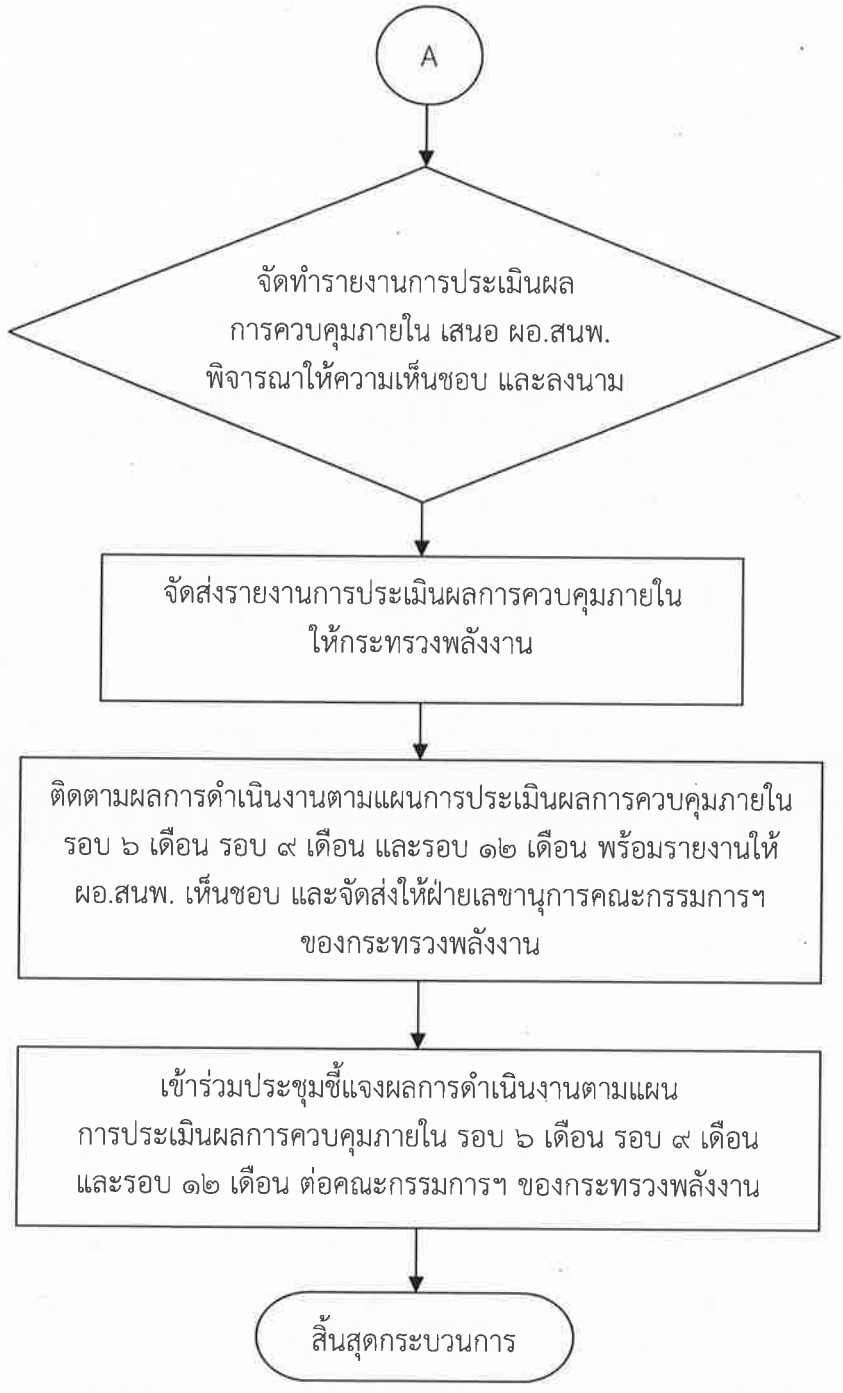 A
จัดทำรายงานการประเมินผล
การควบคุมภายใน เสนอ ผอ.สนพ.
พิจารณาให้ความเห็นชอบ และลงนาม
จัดส่งรายงานการประเมินผลการควบคุมภายใน
ให้กระทรวงพลังงาน
ติดตามผลการดำเนินงานตามแผนการประเมินผลการควบคุมภายใน
รอบ ๖ เดือน รอบ ๙ เดือน และรอบ ๑๒ เดือน พร้อมรายงานให้
ผอ.สนพ. เห็นชอบ และจัดส่งให้ฝ่ายเลขานุการคณะกรรมการฯ
ของกระทรวงพลังงาน
เข้าร่วมประชุมชี้แจงผลการดำเนินงานตามแผน
การประเมินผลการควบคุมภายใน รอบ ๖ เดือน รอบ ๙ เดือน
และรอบ ๑๒ เดือน ต่อคณะกรรมการฯ ของกระทรวงพลังงาน
สิ้นสุดกระบวนการ